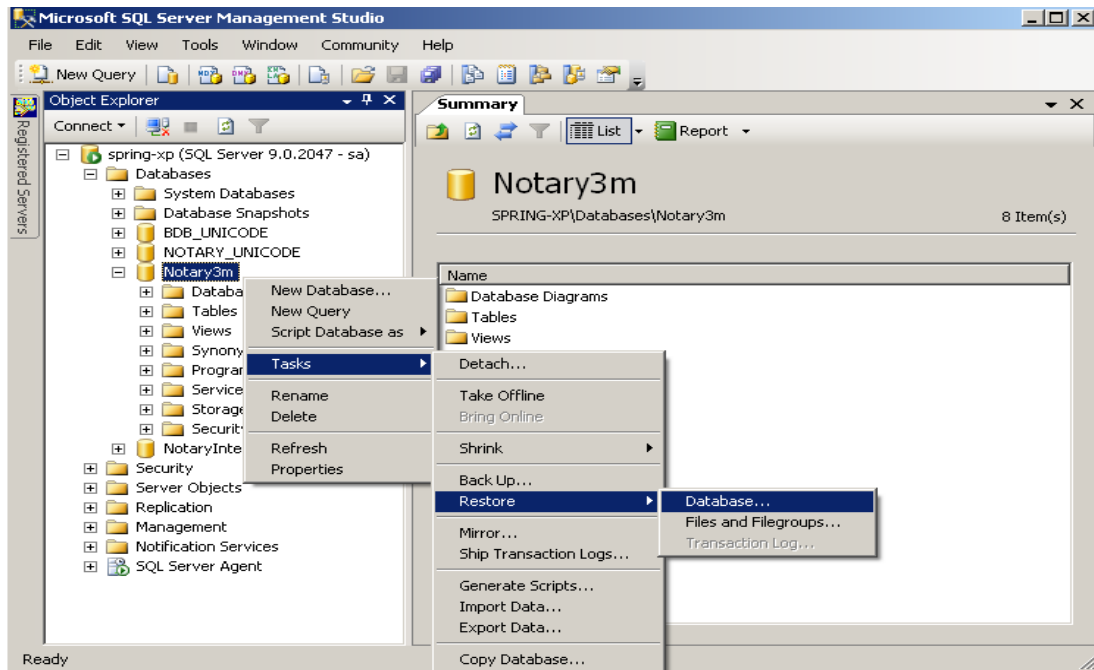 Microsoft SQL Server Management Studio
File Edit View Tools Window Community Help
New Query
Registered Servers
Object Explorer
Connect
spring-xp (SQL Server 9.0.2047 - sa)
Databases
System Databases
Database Snapshots
BDB_UNICODE
NOTARY_UNICODE
Notary3m
Databa
Tables
Views
Synony
Program
Service
Storage
Securit
NotaryInte
Security
Server Objects
Replication
Management
Notification Services
SQL Server Agent
New Database...
New Query
Script Database as
Tasks
Rename
Delete
Refresh
Properties
Detach...
Take Offline
Bring Online
Shrink
Back Up...
Restore
Mirror...
Ship Transaction Logs...
Generate Scripts...
Import Data...
Export Data...
Copy Database...
Database...
Files and Filegroups...
Transaction Log...
Summary
List Report
Notary3m
SPRING-XP\Databases\Notary3m 8 Item(s)
Name
Database Diagrams
Tables
Views
Ready